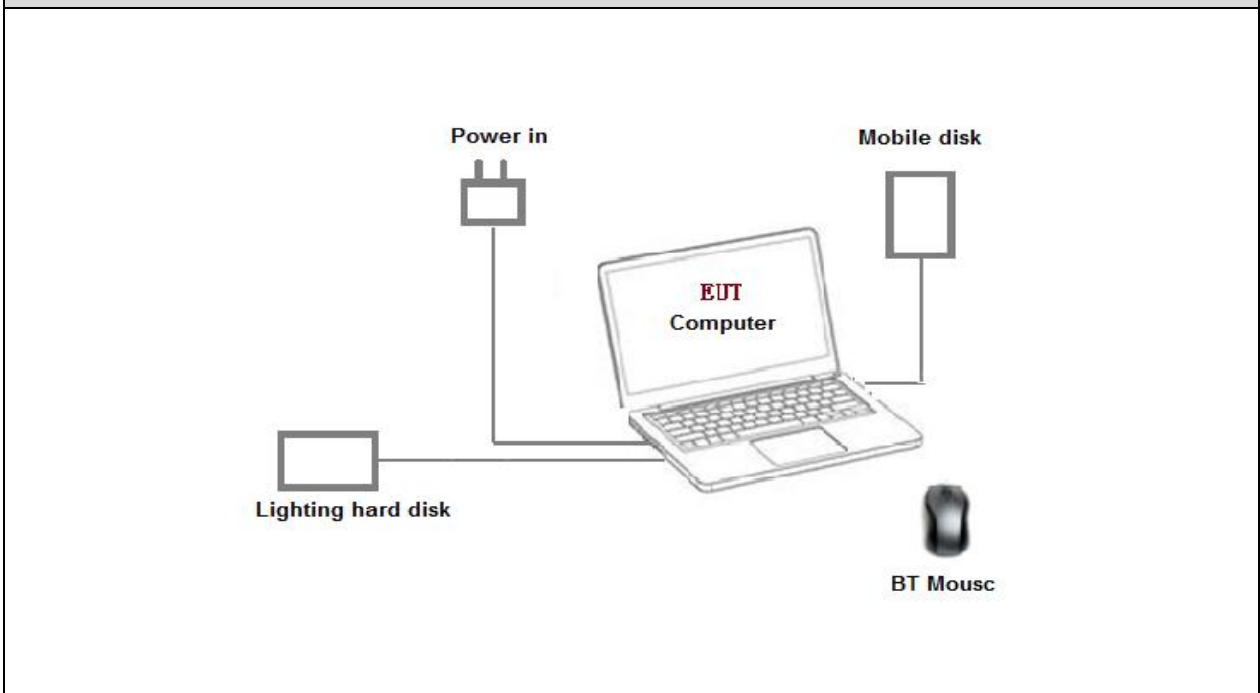 Power in
Mobile disk
EUT
Computer
Lighting hard disk
BT Mousc